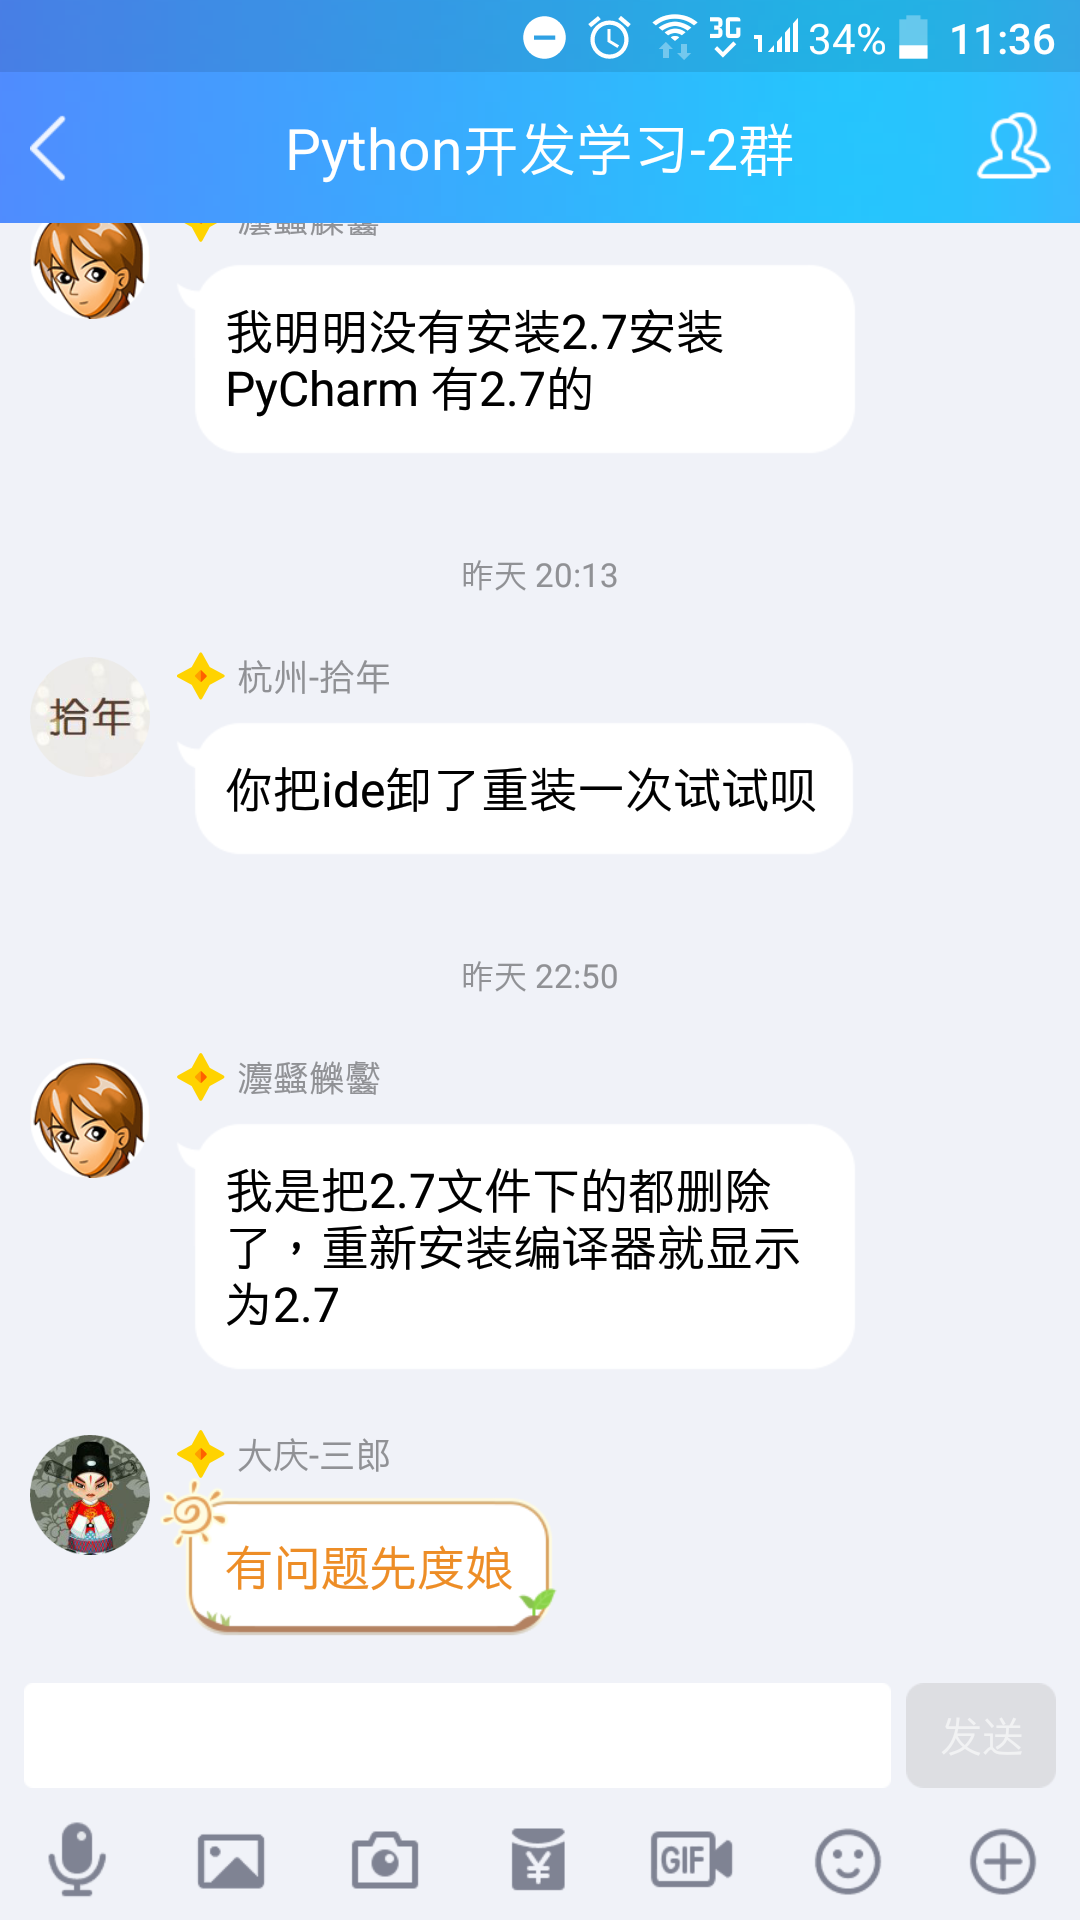 3G
1
34%
11:36
Python开发学习-2群
我明明没有安装2.7安装
PyCharm 有2.7的
昨天 20:13
拾年
杭州-拾年
你把ide卸了重装一次试试呗
昨天 22:50
我是把2.7文件下的都删除
了，重新安装编译器就显示
为2.7
大庆-三郎
有问题先度娘
发送
¥
GIF